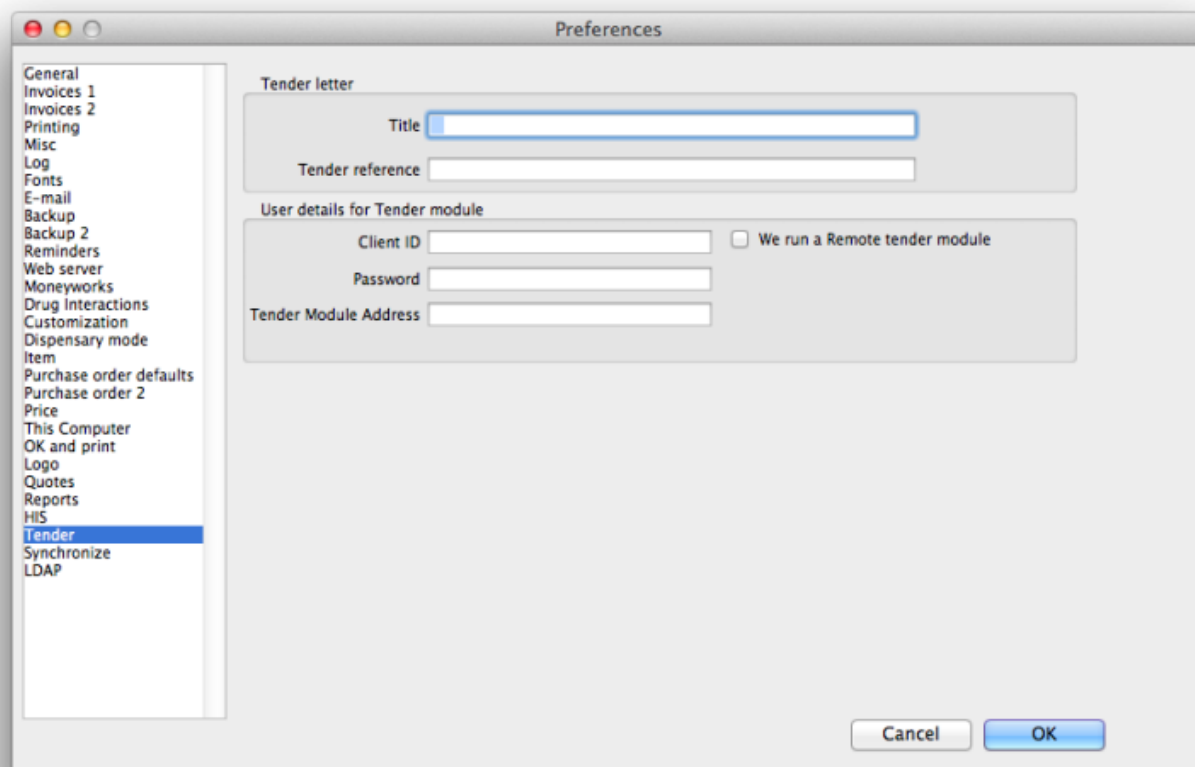 Preferences
General
Invoices 1
Invoices 2
Printing
Misc
Log
Fonts
E-mail
Backup
Backup 2
Reminders
Web server
Moneyworks
Drug Interactions
Customization
Dispensary mode
Item
Purchase order defaults
Purchase order 2
Price
This Computer
OK and print
Logo
Quotes
Reports
HIS
Tender
Synchronize
LDAP
Tender letter
Title
Tender reference
User details for Tender module
Client ID
We run a Remote tender module
Password
Tender Module Address
Cancel
OK